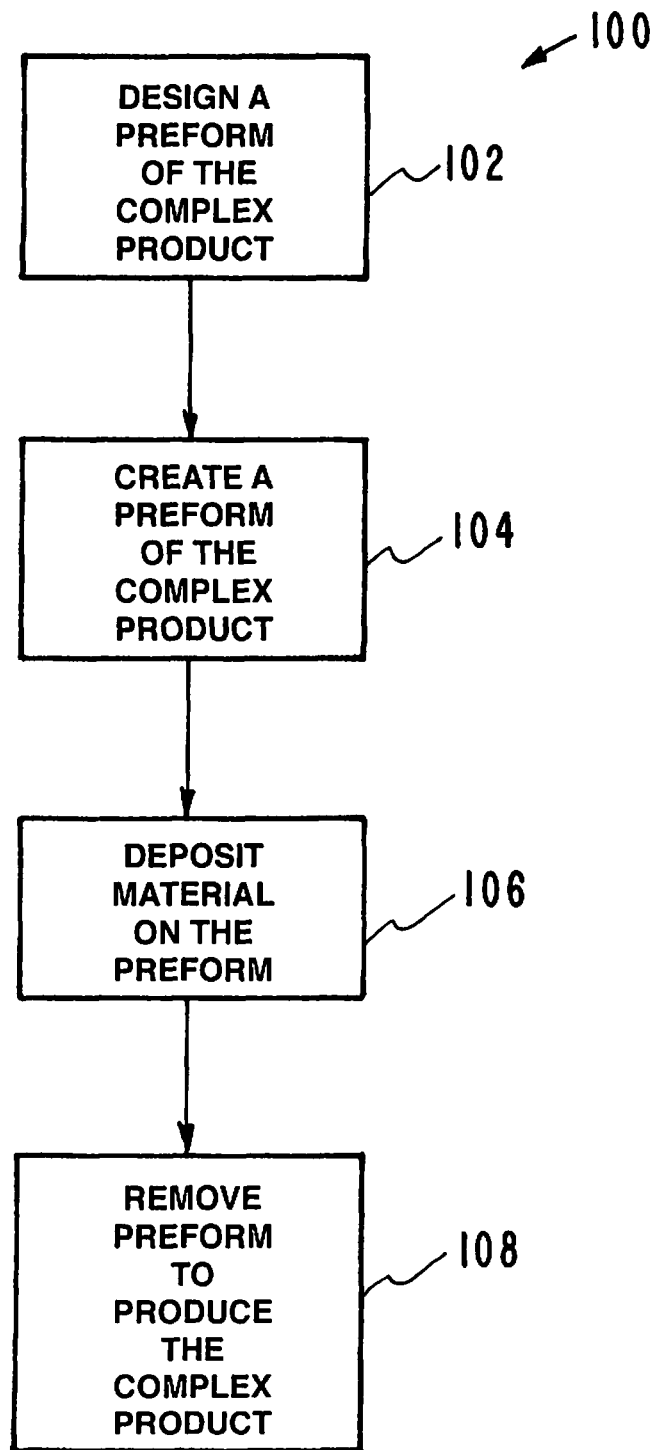 100
DESIGN A
PREFORM
OF THE
COMPLEX
PRODUCT
102
CREATE A
PREFORM
OF THE
COMPLEX
PRODUCT
104
DEPOSIT
MATERIAL
ON THE
PREFORM
106
REMOVE
PREFORM
TO
PRODUCE
THE
COMPLEX
PRODUCT
108